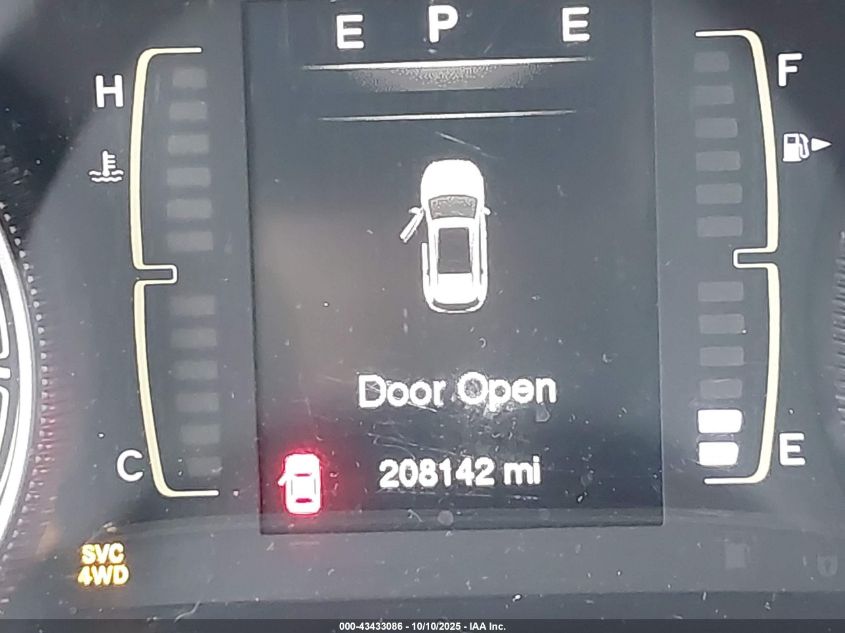 E P E
H
F
Door Open
208142 mi
C
E
SVC
4WD
000-43433086 - 10/10/2025 - IAA Inc.